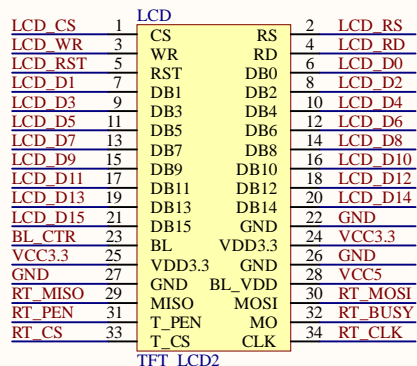 LCD
LCD_CS 1 CS RS 2 LCD_RS
LCD_WR 3 WR RD 4 LCD_RD
LCD_RST 5 RST DB0 6 LCD_D0
LCD_D1 7 DB1 DB2 8 LCD_D2
LCD_D3 9 DB3 DB4 10 LCD_D4
LCD_D5 11 DB5 DB6 12 LCD_D6
LCD_D7 13 DB7 DB8 14 LCD_D8
LCD_D9 15 DB9 DB10 16 LCD_D10
LCD_D11 17 DB11 DB12 18 LCD_D12
LCD_D13 19 DB13 DB14 20 LCD_D14
LCD_D15 21 DB15 GND 22 GND
BL_CTR 23 BL VDD3.3 24 VCC3.3
VCC3.3 25 VDD3.3 GND 26 GND
GND 27 GND BL_VDD 28 VCC5
RT_MISO 29 MISO MOSI 30 RT_MOSI
RT_PEN 31 T_PEN MO 32 RT_BUSY
RT_CS 33 T_CS CLK 34 RT_CLK
TFT_LCD2